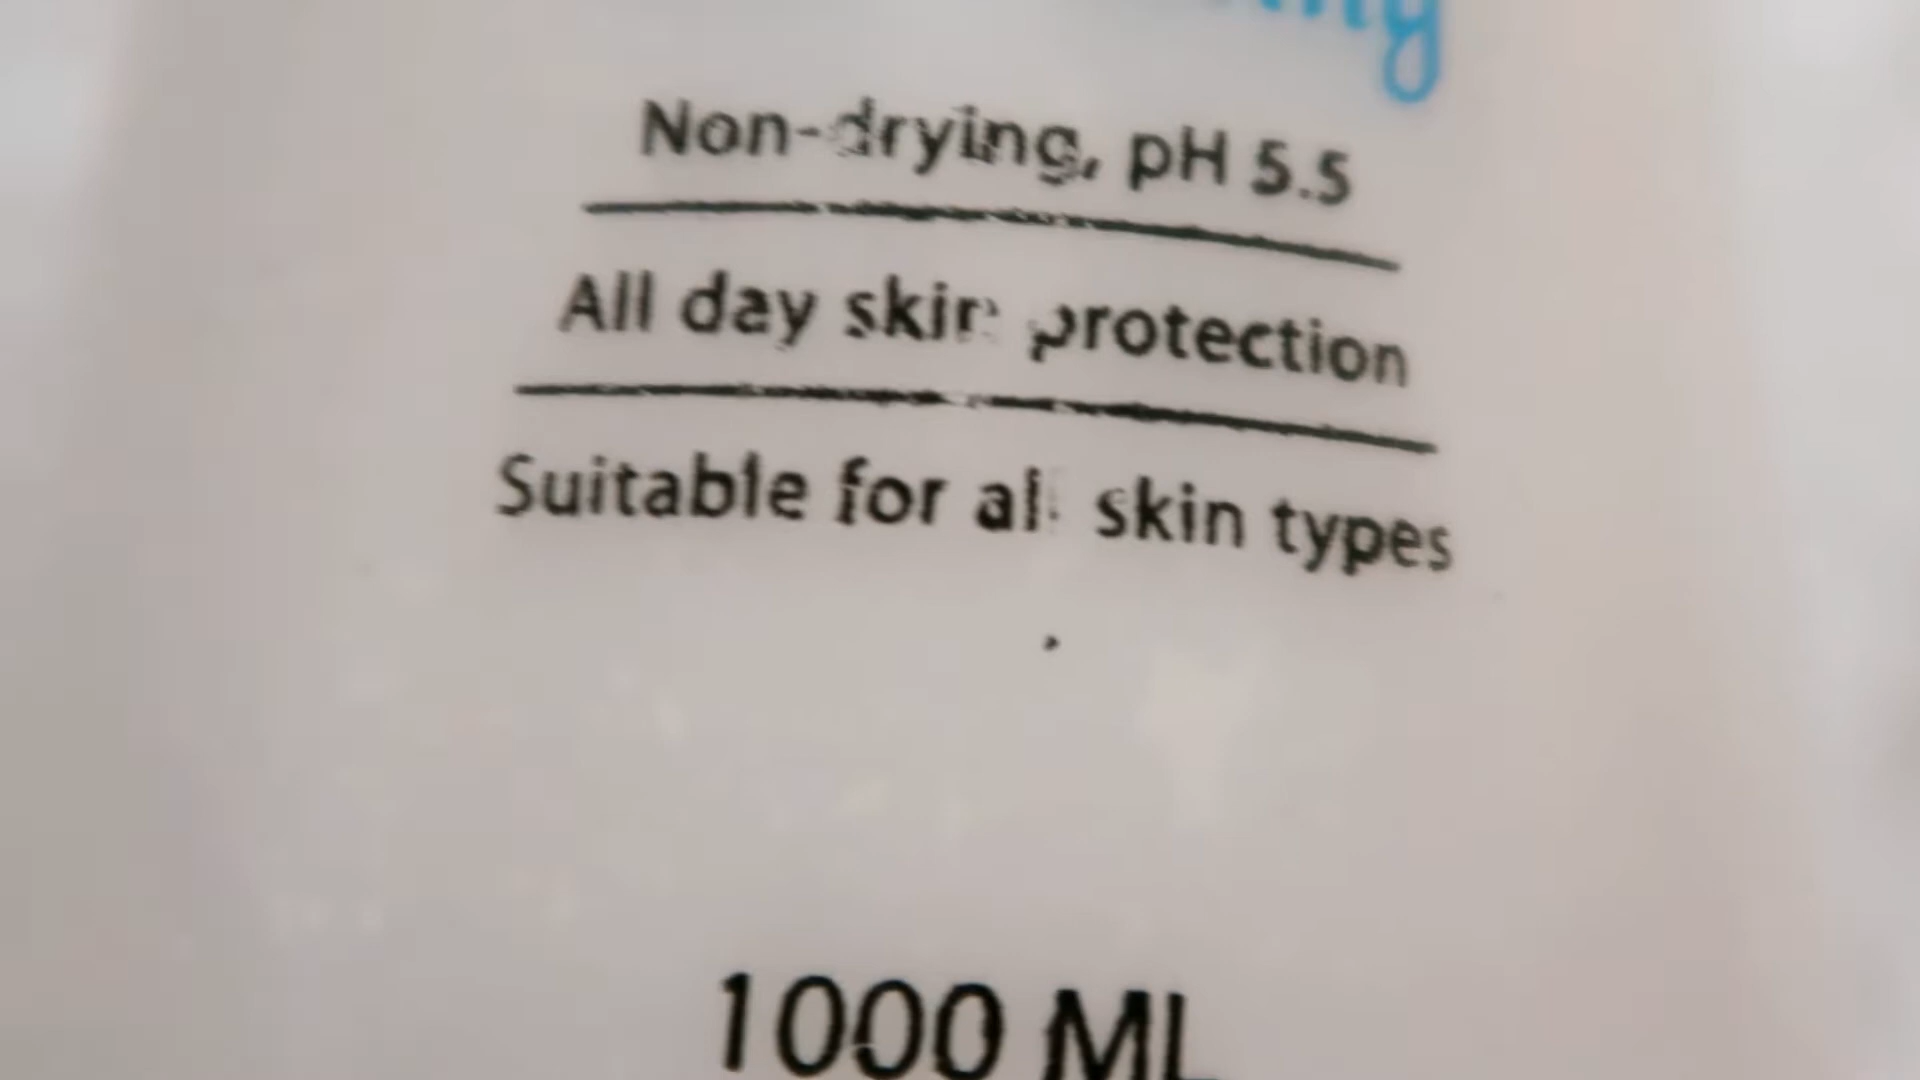 Non-drying, pH 5.5
All day skin protection
Suitable for all skin types
1000 ML